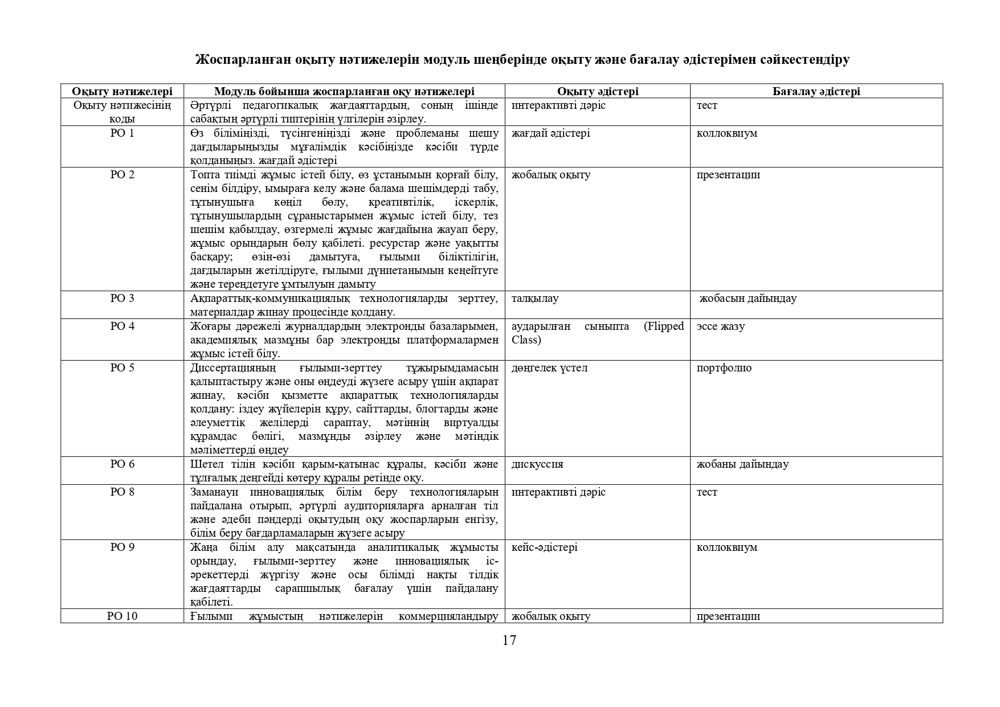 Жоспарланған оқыту нәтижелерін модуль шеңберінде оқыту және бағалау әдістерімен сәйкестендіру
Оқыту нәтижелері Модуль бойынша жоспарланған оқу нәтижелері Оқыту әдістері Бағалау әдістері
Оқыту нәтижесінің Әртүрлі педагогикалық жағдаяттардың, соның ішінде интерактивті дәріс тест
коды сабақтың әртүрлі типтерінің үлгілерін әзірлеу.
РО 1 Өз біліміңізді, түсінгеніңізді және проблеманы шешу жағдай әдістері коллоквиум
дағдыларыңызды мұғалімдік кәсібіңізде кәсіби түрде
қолданыңыз. жағдай әдістері
РО 2 Топта тиімді жұмыс істей білу, өз ұстанымын қорғай білу, жобалық оқыту презентации
сенім білдіру, ымыраға келу және балама шешімдерді табу,
тұтынушыға көңіл бөлу, креативтілік, іскерлік,
тұтынушылардың сұраныстарымен жұмыс істей білу, тез
шешім қабылдау, өзгермелі жұмыс жағдайына жауап беру,
жұмыс орындарын бөлу қабілеті. ресурстар және уақытты
басқару; өзін-өзі дамытуға, ғылыми біліктілігін,
дағдыларын жетілдіруге, ғылыми дүниетанымын кеңейтуге
және тереңдетуге ұмтылуын дамыту
РО 3 Ақпараттық-коммуникациялық технологияларды зерттеу, талқылау жобасын дайындау
материалдар жинау процесінде қолдану.
РО 4 Жоғары дәрежелі журналдардың электронды базаларымен, аударылған сыныпта (Flipped эссе жазу
академиялық мазмұны бар электронды платформалармен Class)
жұмыс істей білу.
РО 5 Диссертацияның ғылыми-зерттеу тұжырымдамасын дөңгелек үстел портфолио
қалыптастыру және оны өңдеуді жүзеге асыру үшін ақпарат
жинау, кәсіби қызметте ақпараттық технологияларды
қолдану: іздеу жүйелерін құру, сайттарды, блогтарды және
әлеуметтік желілерді сараптау, мәтіннің виртуалды
құрамдас бөлігі, мазмұнды әзірлеу және мәтіндік
мәліметтерді өңдеу
РО 6 Шетел тілін кәсіби қарым-қатынас құралы, кәсіби және дискуссия жобаны дайындау
тұлғалық деңгейді көтеру құралы ретінде оқу.
РО 8 Заманауи инновациялық білім беру технологияларын интерактивті дәріс тест
пайдалана отырып, әртүрлі аудиторияларға арналған тіл
және әдеби пәндерді оқытудың оқу жоспарларын енгізу,
білім беру бағдарламаларын жүзеге асыру
РО 9 Жаңа білім алу мақсатында аналитикалық жұмысты кейс-әдістері коллоквиум
орындау, ғылыми-зерттеу және инновациялық іс-
әрекеттерді жүргізу және осы білімді нақты тілдік
жағдаяттарды сарапшылық бағалау үшін пайдалану
қабілеті.
РО 10 Ғылыми жұмыстың нәтижелерін коммерцияландыру жобалық оқыту презентации
17